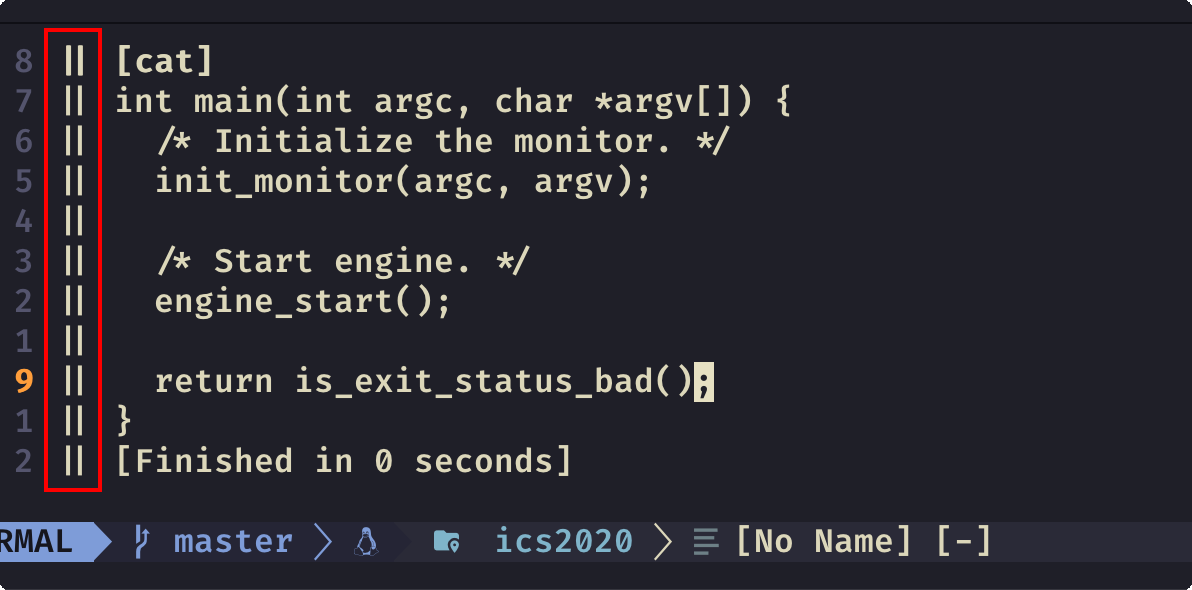 8 || [cat]
7 || int main(int argc, char *argv[]) {
6 ||   /* Initialize the monitor. */
5 ||   init_monitor(argc, argv);
4 ||
3 ||   /* Start engine. */
2 ||   engine_start();
1 ||
9 ||   return is_exit_status_bad();
1 || }
2 || [Finished in 0 seconds]
RMAL master ics2020 [No Name] [-]